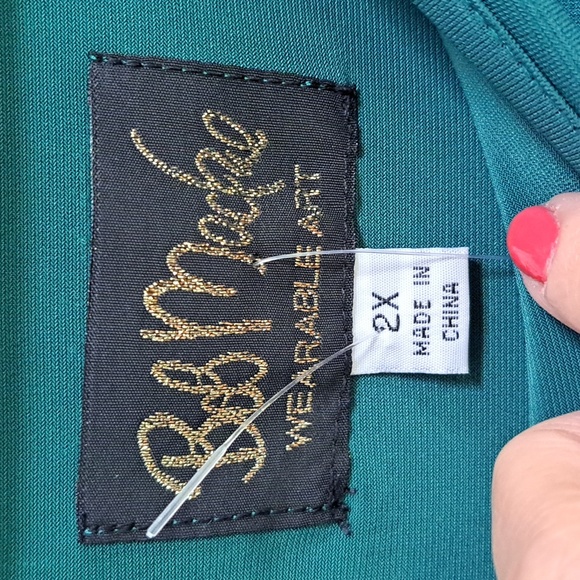 Bob Mackie
WEARABLE ART
2X
MADE IN
CHINA